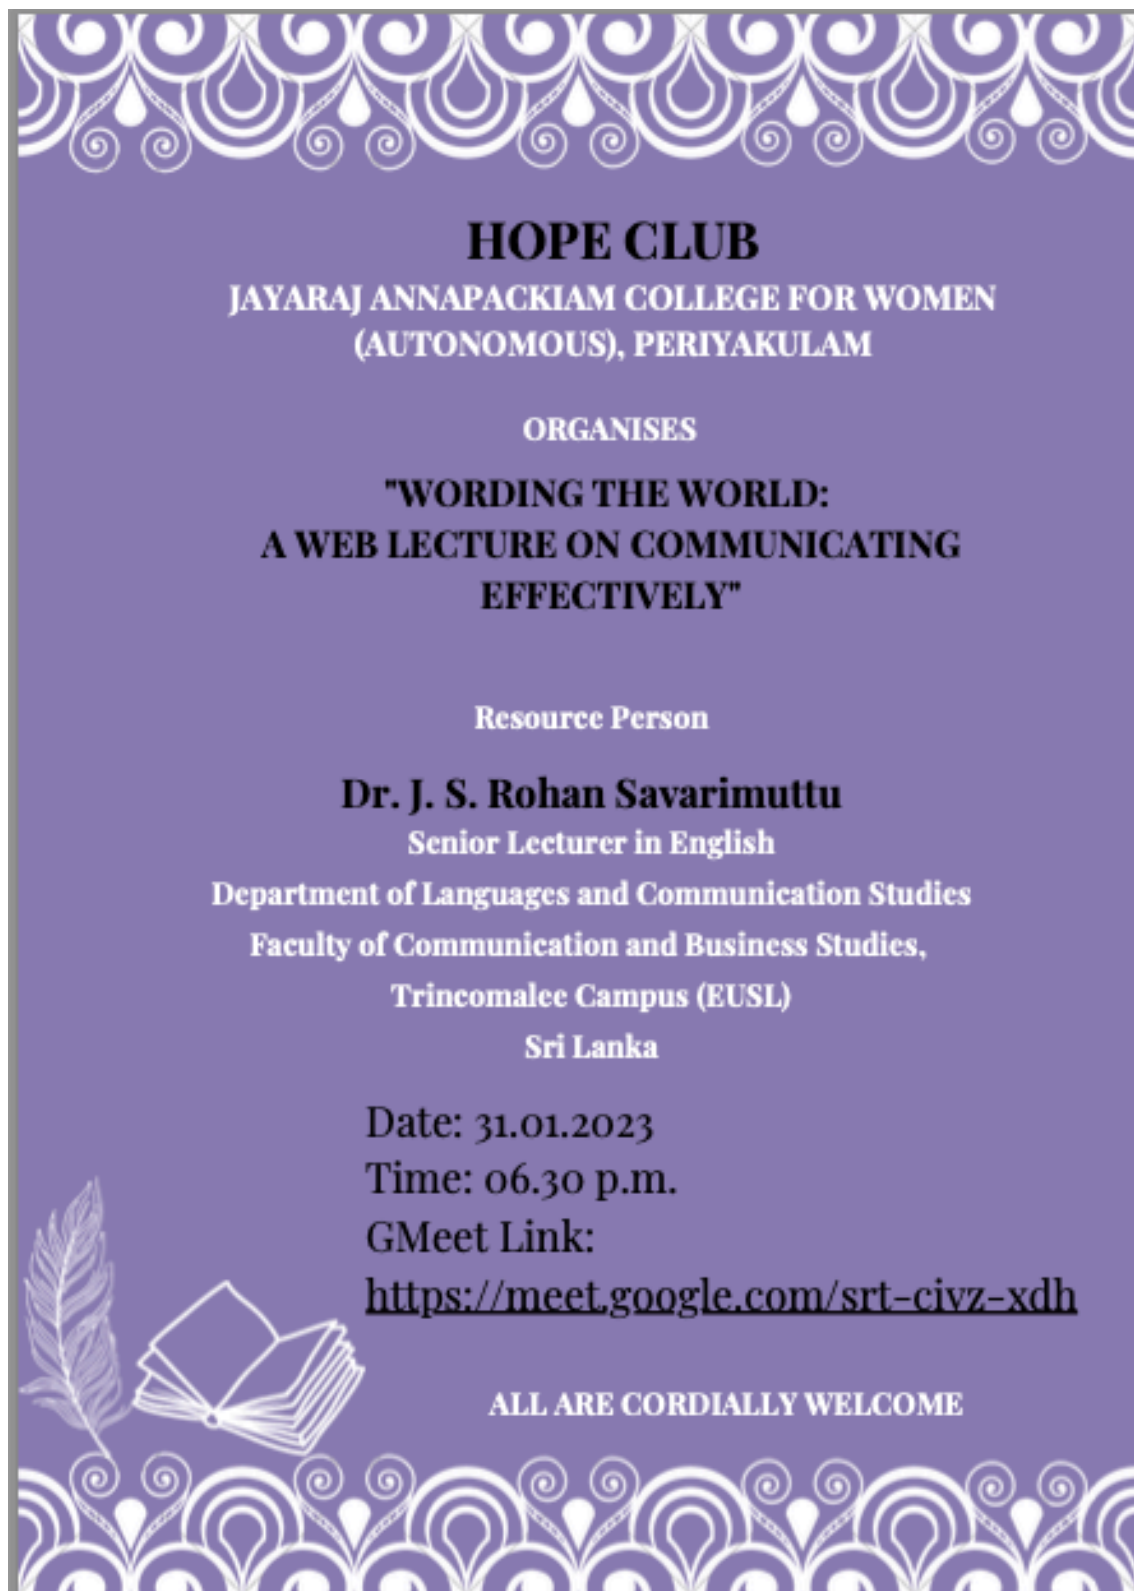 HOPE CLUB
JAYARAJ ANNAPACKIAM COLLEGE FOR WOMEN
(AUTONOMOUS), PERIYAKULAM
ORGANISES
"WORDING THE WORLD:
A WEB LECTURE ON COMMUNICATING
EFFECTIVELY"
Resource Person
Dr. J. S. Rohan Savarimuttu
Senior Lecturer in English
Department of Languages and Communication Studies
Faculty of Communication and Business Studies,
Trincomalee Campus (EUSL)
Sri Lanka
Date: 31.01.2023
Time: 06.30 p.m.
GMeet Link:
https://meet.google.com/srt-civz-xdh
ALL ARE CORDIALLY WELCOME